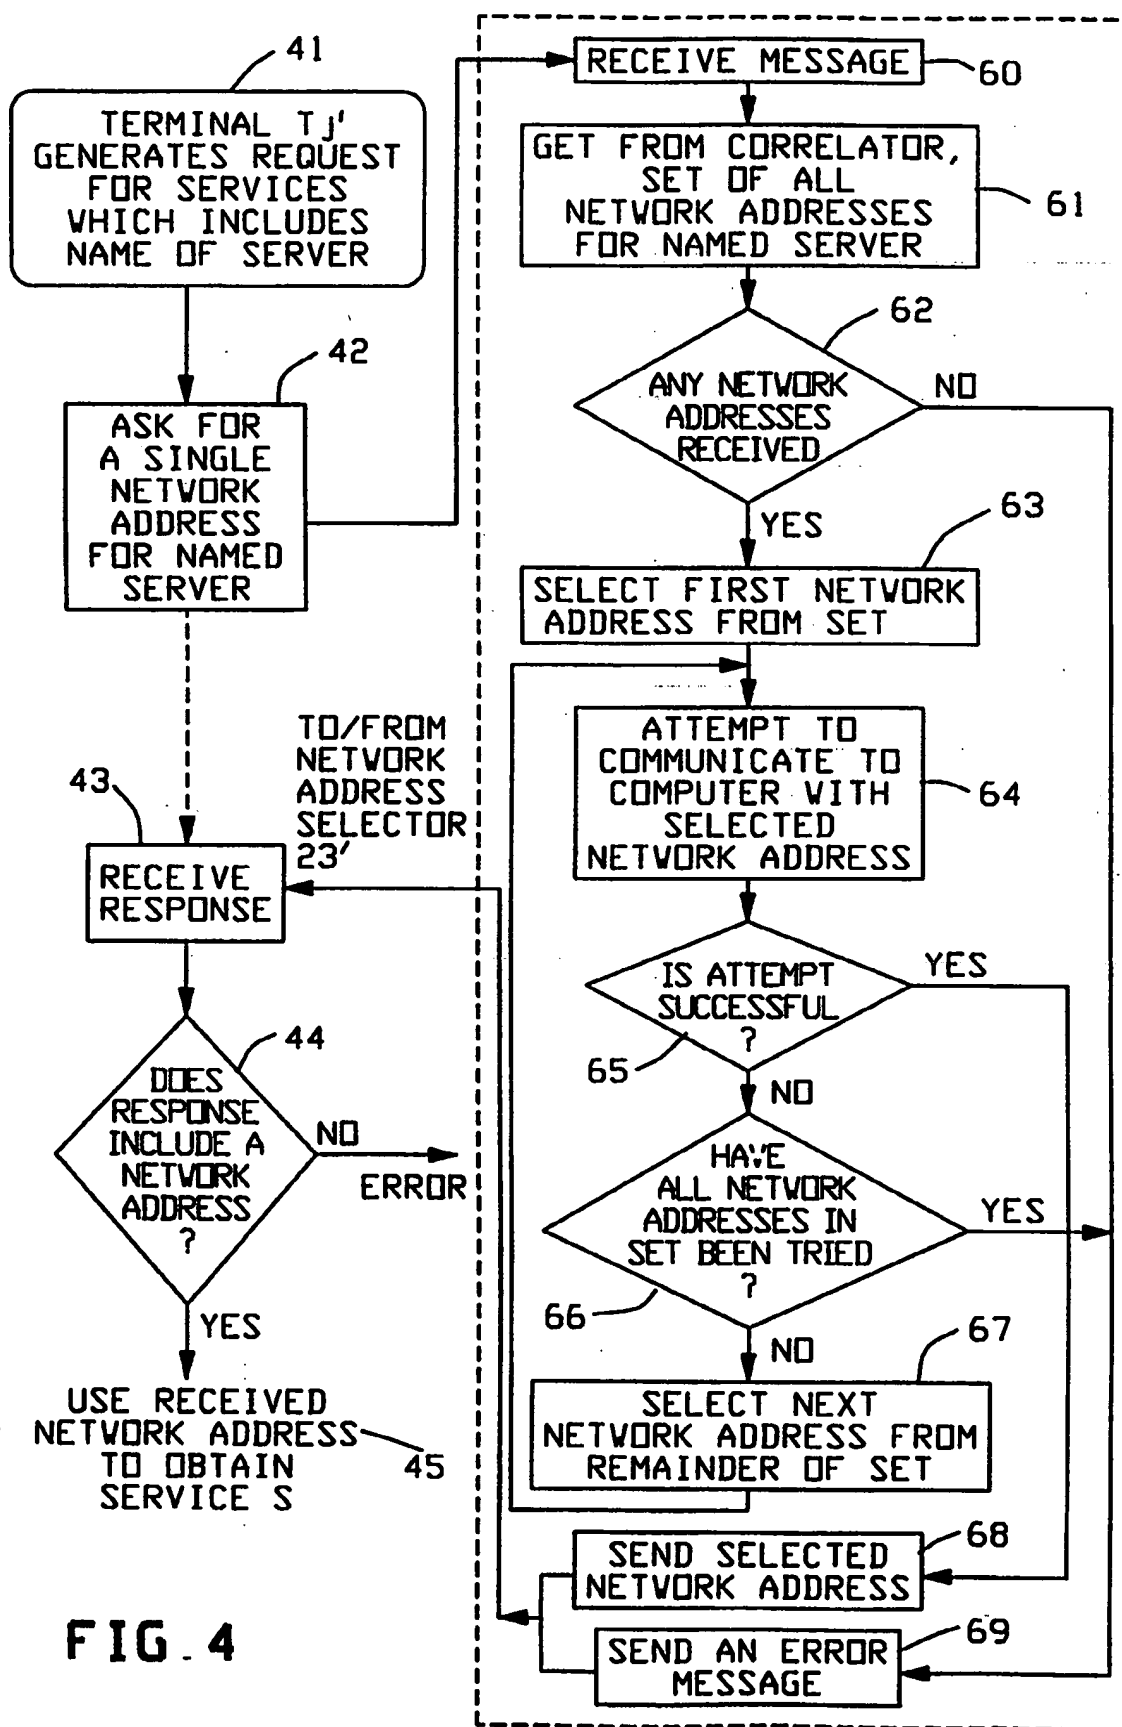 41
TERMINAL Tj'
GENERATES REQUEST
FOR SERVICES
WHICH INCLUDES
NAME OF SERVER
42
ASK FOR
A SINGLE
NETWORK
ADDRESS
FOR NAMED
SERVER
TO/FROM
NETWORK
ADDRESS
SELECTOR
23'
43
RECEIVE
RESPONSE
44
DOES
RESPONSE
INCLUDE A
NETWORK
ADDRESS
?
NO
ERROR
YES
USE RECEIVED
NETWORK ADDRESS
TO OBTAIN
SERVICE S
45
RECEIVE MESSAGE
60
GET FROM CORRELATOR,
SET OF ALL
NETWORK ADDRESSES
FOR NAMED SERVER
61
62
ANY NETWORK
ADDRESSES
RECEIVED
NO
YES
63
SELECT FIRST NETWORK
ADDRESS FROM SET
ATTEMPT TO
COMMUNICATE TO
COMPUTER WITH
SELECTED
NETWORK ADDRESS
64
IS ATTEMPT
SUCCESSFUL
?
YES
65
NO
HAVE
ALL NETWORK
ADDRESSES IN
SET BEEN TRIED
?
YES
66
NO
67
SELECT NEXT
NETWORK ADDRESS FROM
REMAINDER OF SET
68
SEND SELECTED
NETWORK ADDRESS
69
SEND AN ERROR
MESSAGE
FIG. 4